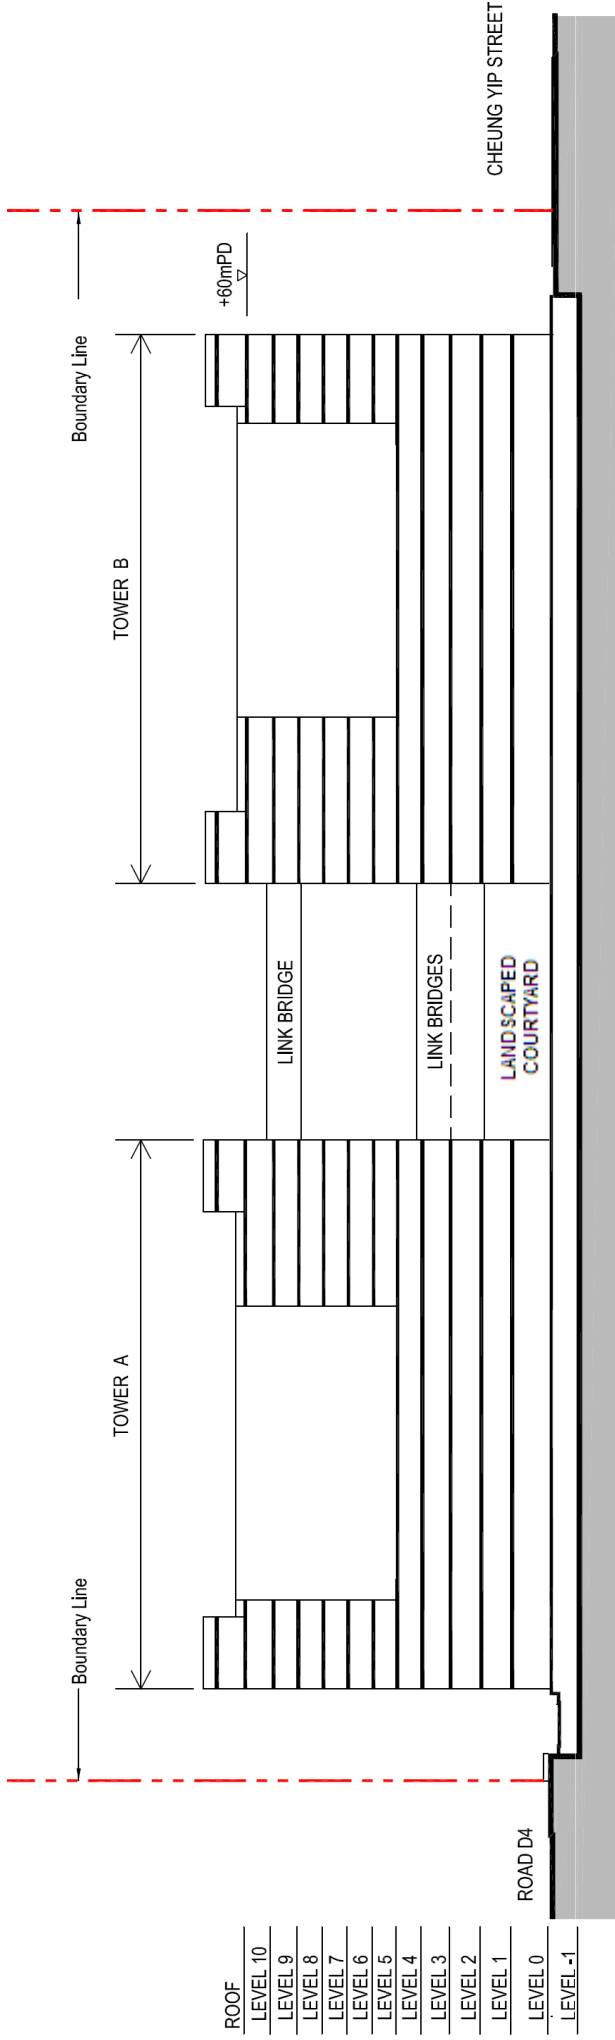 Boundary Line
Boundary Line
TOWER A
TOWER B
+60mPD
LINK BRIDGE
LINK BRIDGES
LANDSCAPED
COURTYARD
ROAD D4
CHEUNG YIP STREET
ROOF
LEVEL 10
LEVEL 9
LEVEL 8
LEVEL 7
LEVEL 6
LEVEL 5
LEVEL 4
LEVEL 3
LEVEL 2
LEVEL 1
LEVEL 0
LEVEL -1